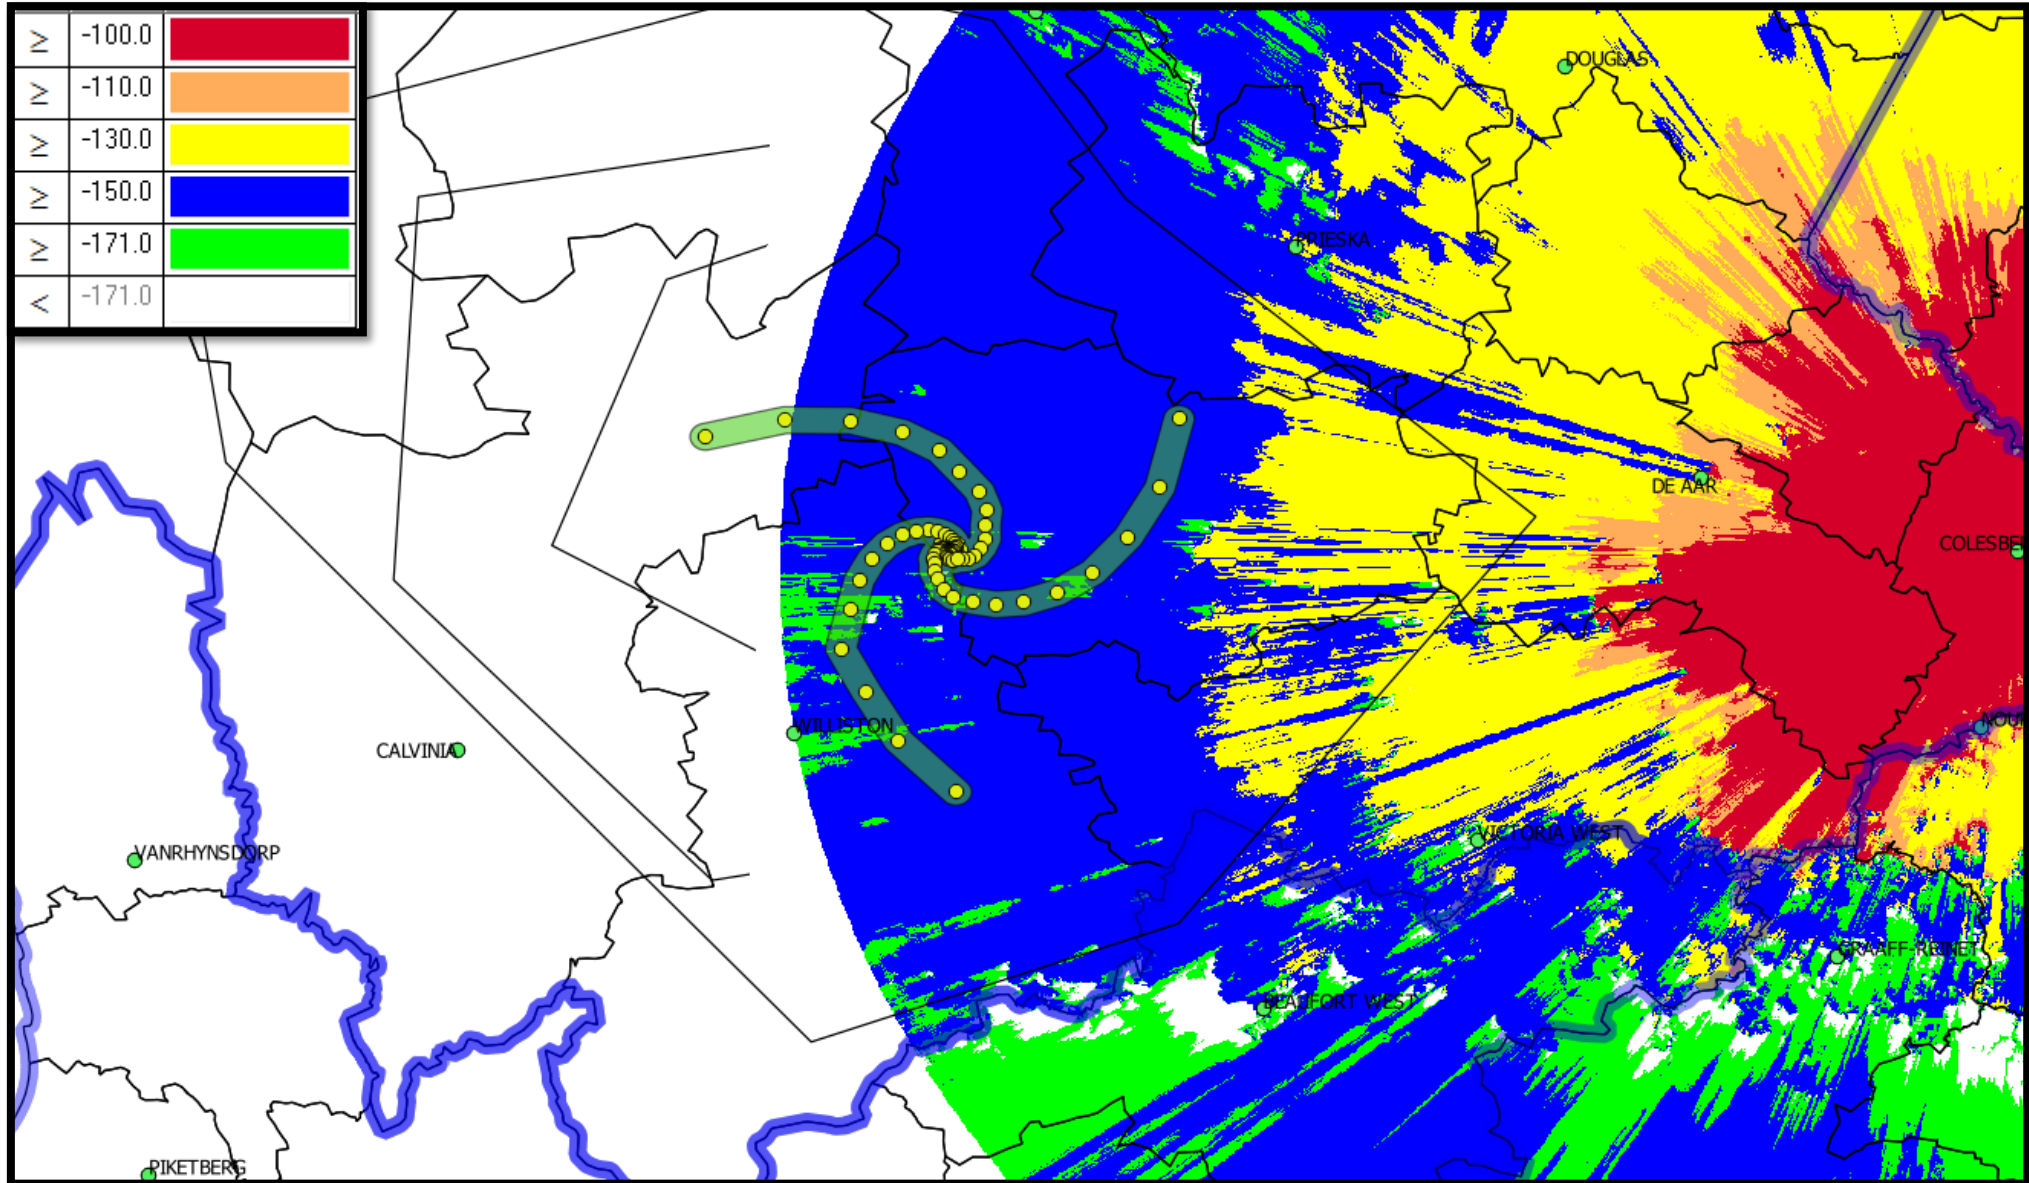 ≥ -100.0
≥ -110.0
≥ -130.0
≥ -150.0
≥ -171.0
< -171.0
DOUGLAS
PRIESKA
DE AAR
COLESBE
WILLISTON
NOU
CALVINIA
VICTORIA WEST
VANRHYNSDORP
GRAAFF-REINET
BEAUFORT WEST
PIKETBERG